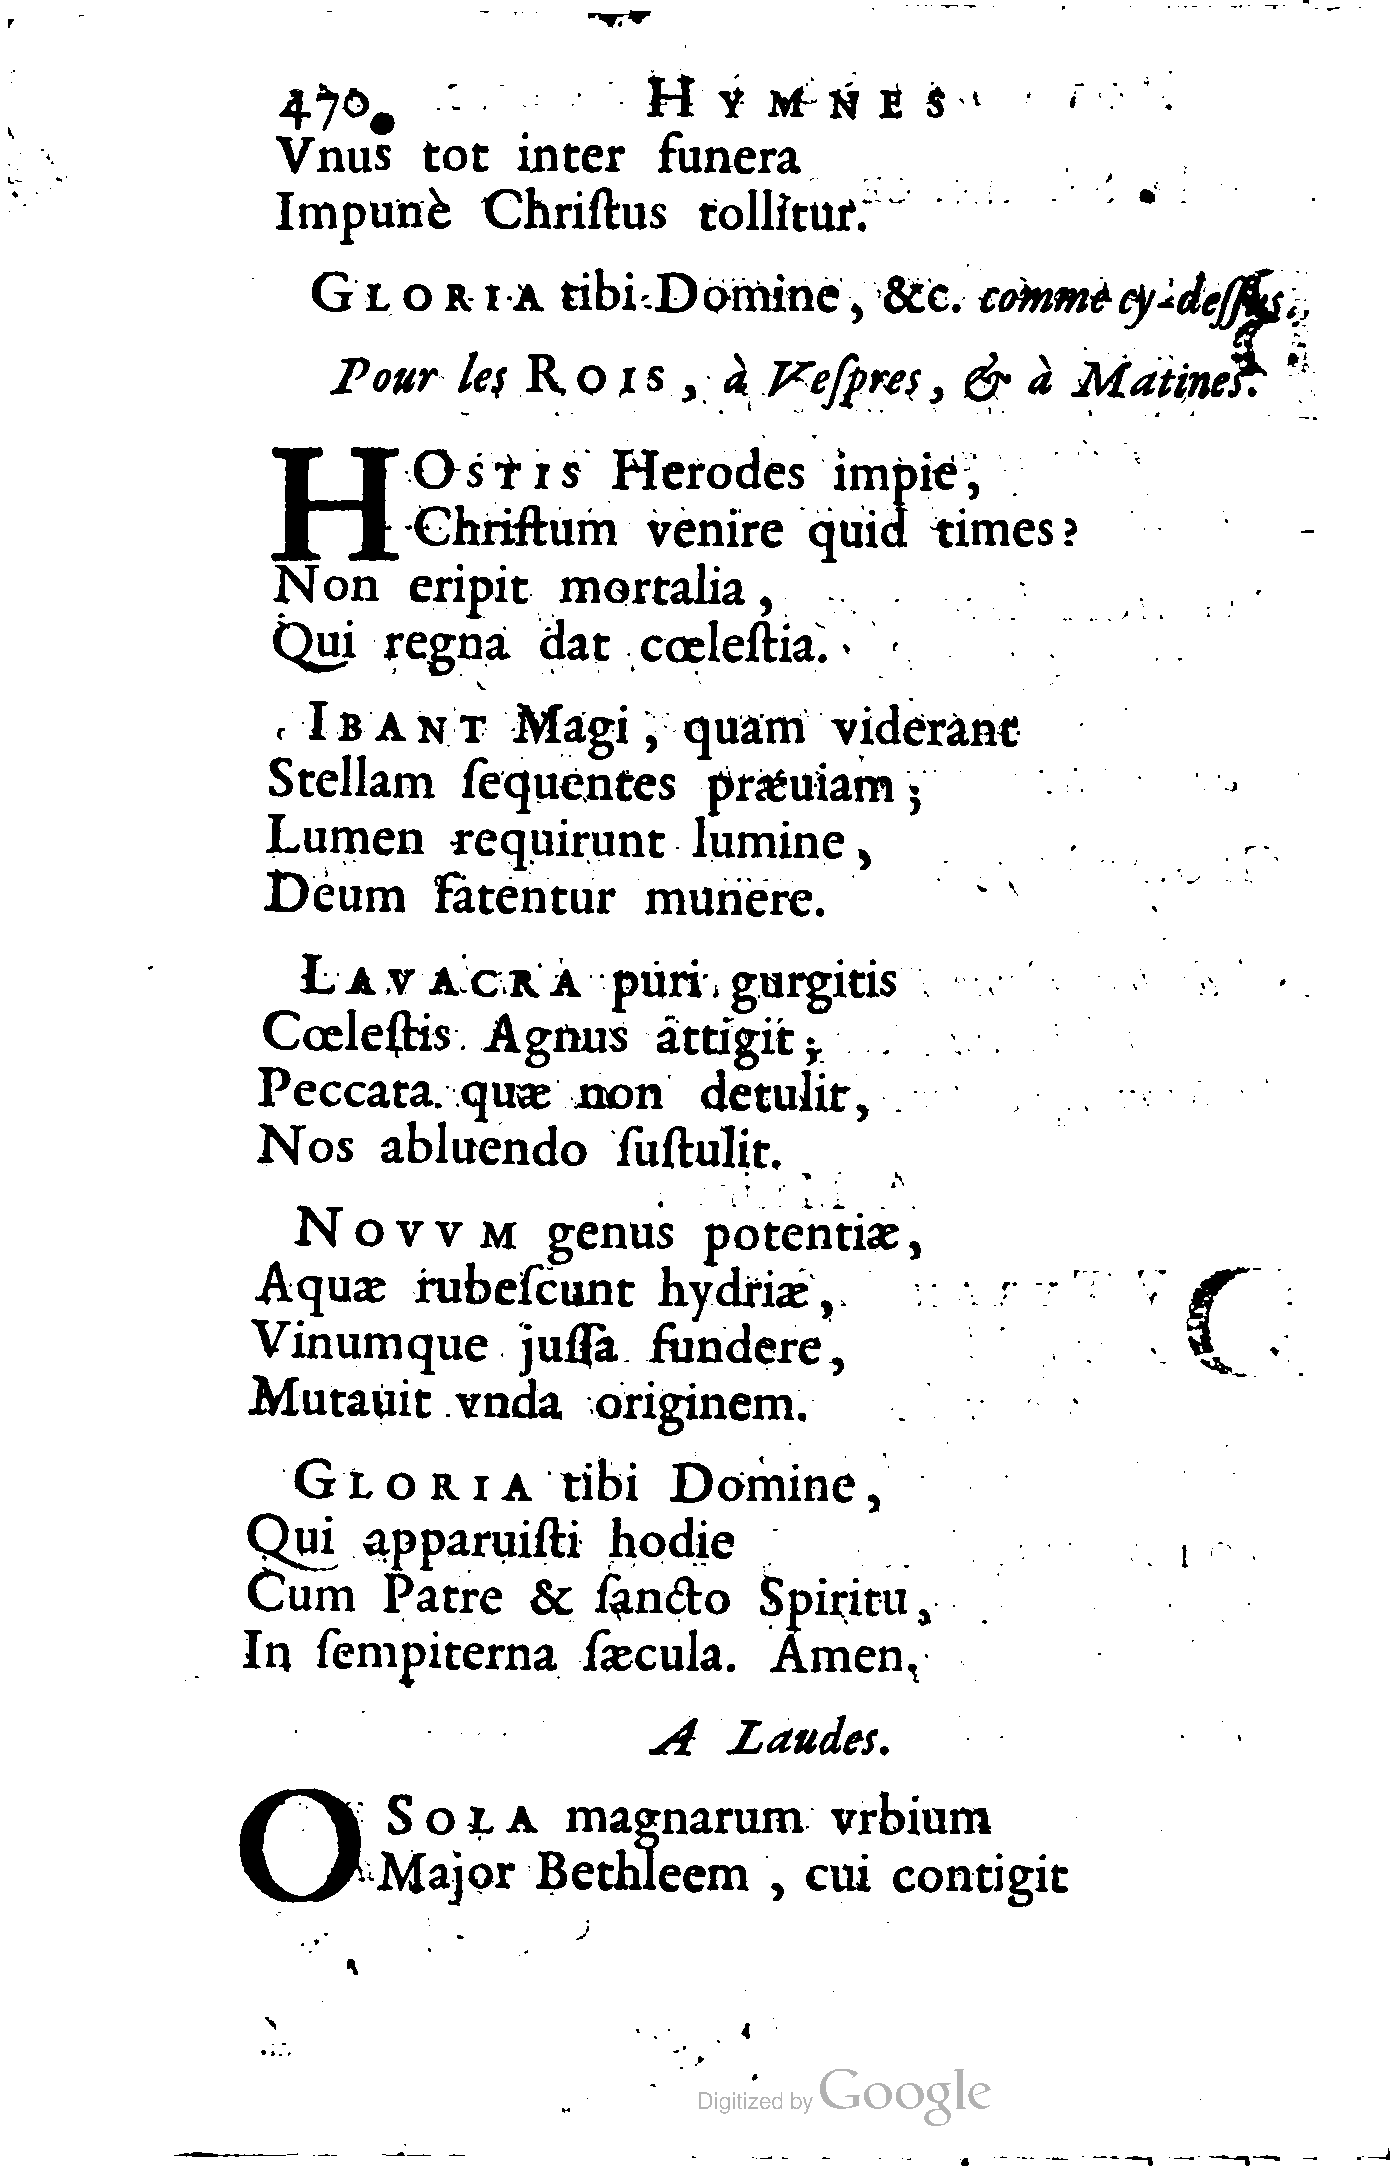 470. HYMNES
Vnus tot inter funera
Impunè Chriſtus tollitur.
GLORIA tibi Domine, &c. comme cy-deſſus.
Pour les ROIS, à Veſpres, & à Matines.
HOSTIS Herodes impie,
Chriſtum venire quid times?
Non eripit mortalia,
Qui regna dat cœleſtia.
IBANT Magi, quam viderant
Stellam ſequentes præuiam;
Lumen requirunt lumine,
Deum fatentur munere.
LAVACRA puri gurgitis
Cœleſtis Agnus attigit;
Peccata quæ non detulit,
Nos abluendo ſuſtulit.
NOVVM genus potentiæ,
Aquæ rubeſcunt hydriæ,
Vinumque juſſa fundere,
Mutauit vnda originem.
GLORIA tibi Domine,
Qui apparuiſti hodie
Cum Patre & ſancto Spiritu,
In ſempiterna ſæcula. Amen.
A Laudes.
O SOLA magnarum vrbium
Major Bethleem, cui contigit
Digitized by Google